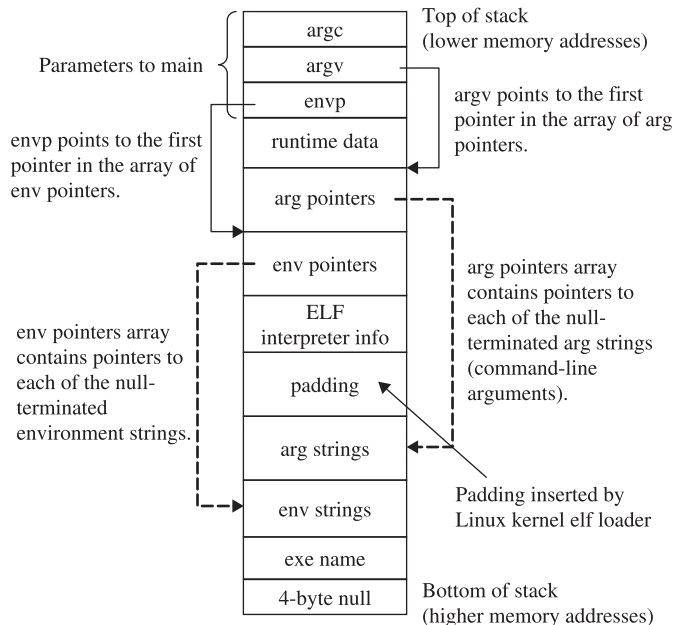 argc
argv
envp
runtime data
arg pointers
env pointers
ELF
interpreter info
padding
arg strings
env strings
exe name
4-byte null
Parameters to main
envp points to the first
pointer in the array of
env pointers.
env pointers array
contains pointers to
each of the null-
terminated
environment strings.
Top of stack
(lower memory addresses)
argv points to the first
pointer in the array of arg
pointers.
arg pointers array
contains pointers to
each of the null-
terminated arg strings
(command-line
arguments).
Padding inserted by
Linux kernel elf loader
Bottom of stack
(higher memory addresses)